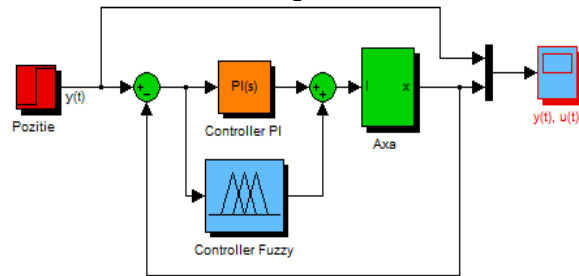 y(t)
Pozitie
PI(s)
Controller PI
I
x
Axa
y(t), u(t)
Controller Fuzzy